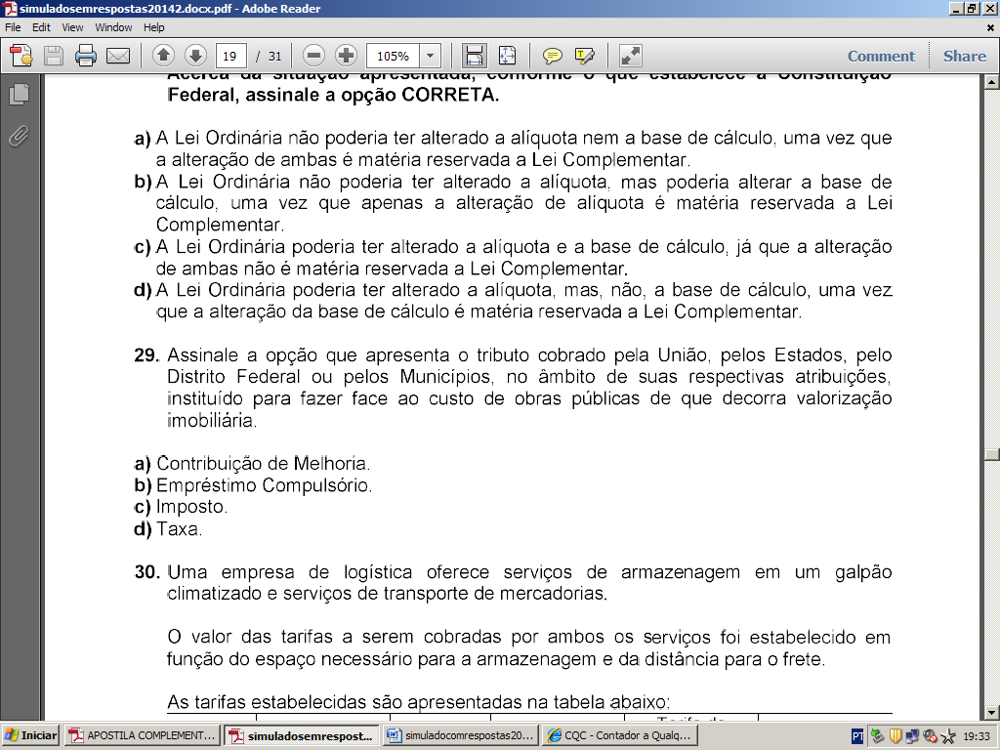 simuladosemrespostas20142.docx.pdf - Adobe Reader
File Edit View Window Help
19 / 31 105% Comment Share
Acerca da situação apresentada, conforme o que estabelece a Constituição
Federal, assinale a opção CORRETA.
a) A Lei Ordinária não poderia ter alterado a alíquota nem a base de cálculo, uma vez que
a alteração de ambas é matéria reservada a Lei Complementar.
b) A Lei Ordinária não poderia ter alterado a alíquota, mas poderia alterar a base de
cálculo, uma vez que apenas a alteração de alíquota é matéria reservada a Lei
Complementar.
c) A Lei Ordinária poderia ter alterado a alíquota e a base de cálculo, já que a alteração
de ambas não é matéria reservada a Lei Complementar.
d) A Lei Ordinária poderia ter alterado a alíquota, mas, não, a base de cálculo, uma vez
que a alteração da base de cálculo é matéria reservada a Lei Complementar.
29. Assinale a opção que apresenta o tributo cobrado pela União, pelos Estados, pelo
Distrito Federal ou pelos Municípios, no âmbito de suas respectivas atribuições,
instituído para fazer face ao custo de obras públicas de que decorra valorização
imobiliária.
a) Contribuição de Melhoria.
b) Empréstimo Compulsório.
c) Imposto.
d) Taxa.
30. Uma empresa de logística oferece serviços de armazenagem em um galpão
climatizado e serviços de transporte de mercadorias.
O valor das tarifas a serem cobradas por ambos os serviços foi estabelecido em
função do espaço necessário para a armazenagem e da distância para o frete.
As tarifas estabelecidas são apresentadas na tabela abaixo:
Tarifa de
Iniciar APOSTILA COMPLEMENT... simuladosemrespost... simuladocomrespostas20... CQC - Contador a Qualq... PT 19:33